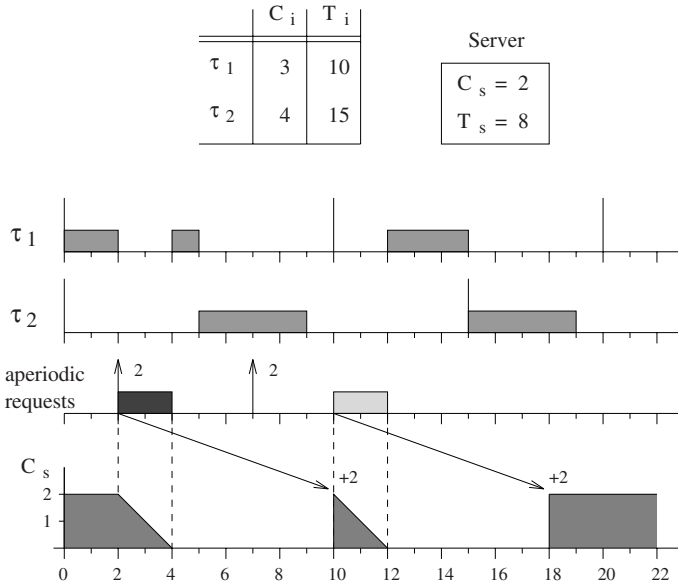 C i T i
τ 1 3 10
τ 2 4 15
Server
C s = 2
T s = 8
τ 1
τ 2
aperiodic
requests
2
2
C s
+2
+2
2
1
0 2 4 6 8 10 12 14 16 18 20 22